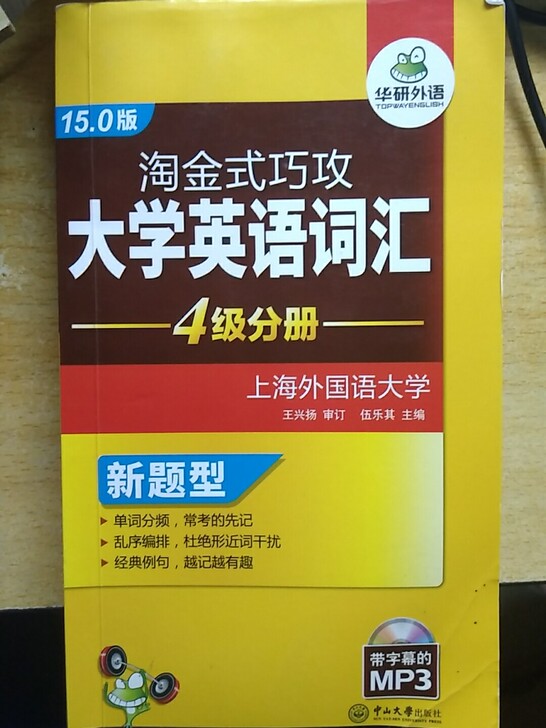 华研外语
TOPWAYENGLISH
15.0版
淘金式巧攻
大学英语词汇
4级分册
上海外国语大学
王兴扬 审订 伍乐其 主编
新题型
单词分频，常考的先记
乱序编排，杜绝形近词干扰
经典例句，越记越有趣
带字幕的
MP3
中山大学出版社